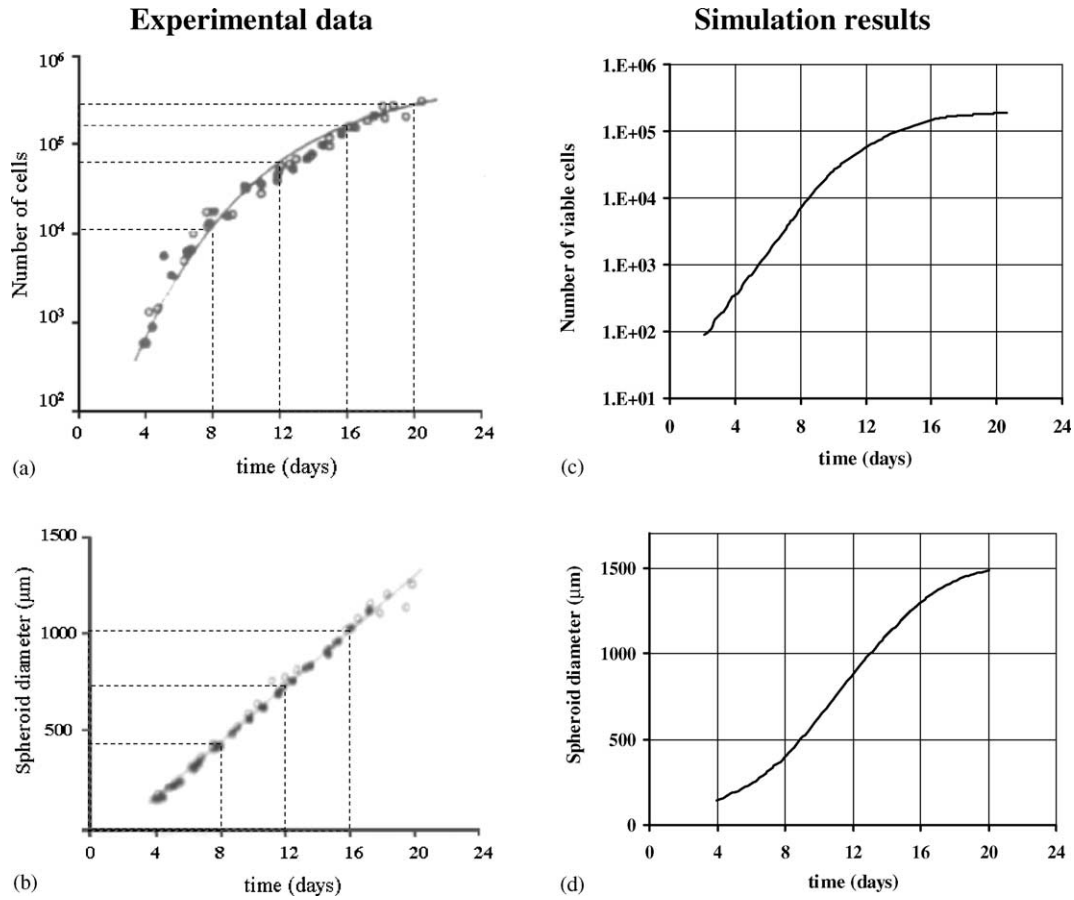 Experimental data
10⁶
10⁵
10⁴
10³
10²
Number of cells
0 4 8 12 16 20 24
time (days)
(a)
Simulation results
1.E+06
1.E+05
1.E+04
1.E+03
1.E+02
1.E+01
Number of viable cells
0 4 8 12 16 20 24
time (days)
(c)
1500
1000
500
0
Spheroid diameter (μm)
0 4 8 12 16 20 24
time (days)
(b)
1500
1000
500
0
Spheroid diameter (μm)
0 4 8 12 16 20 24
time (days)
(d)